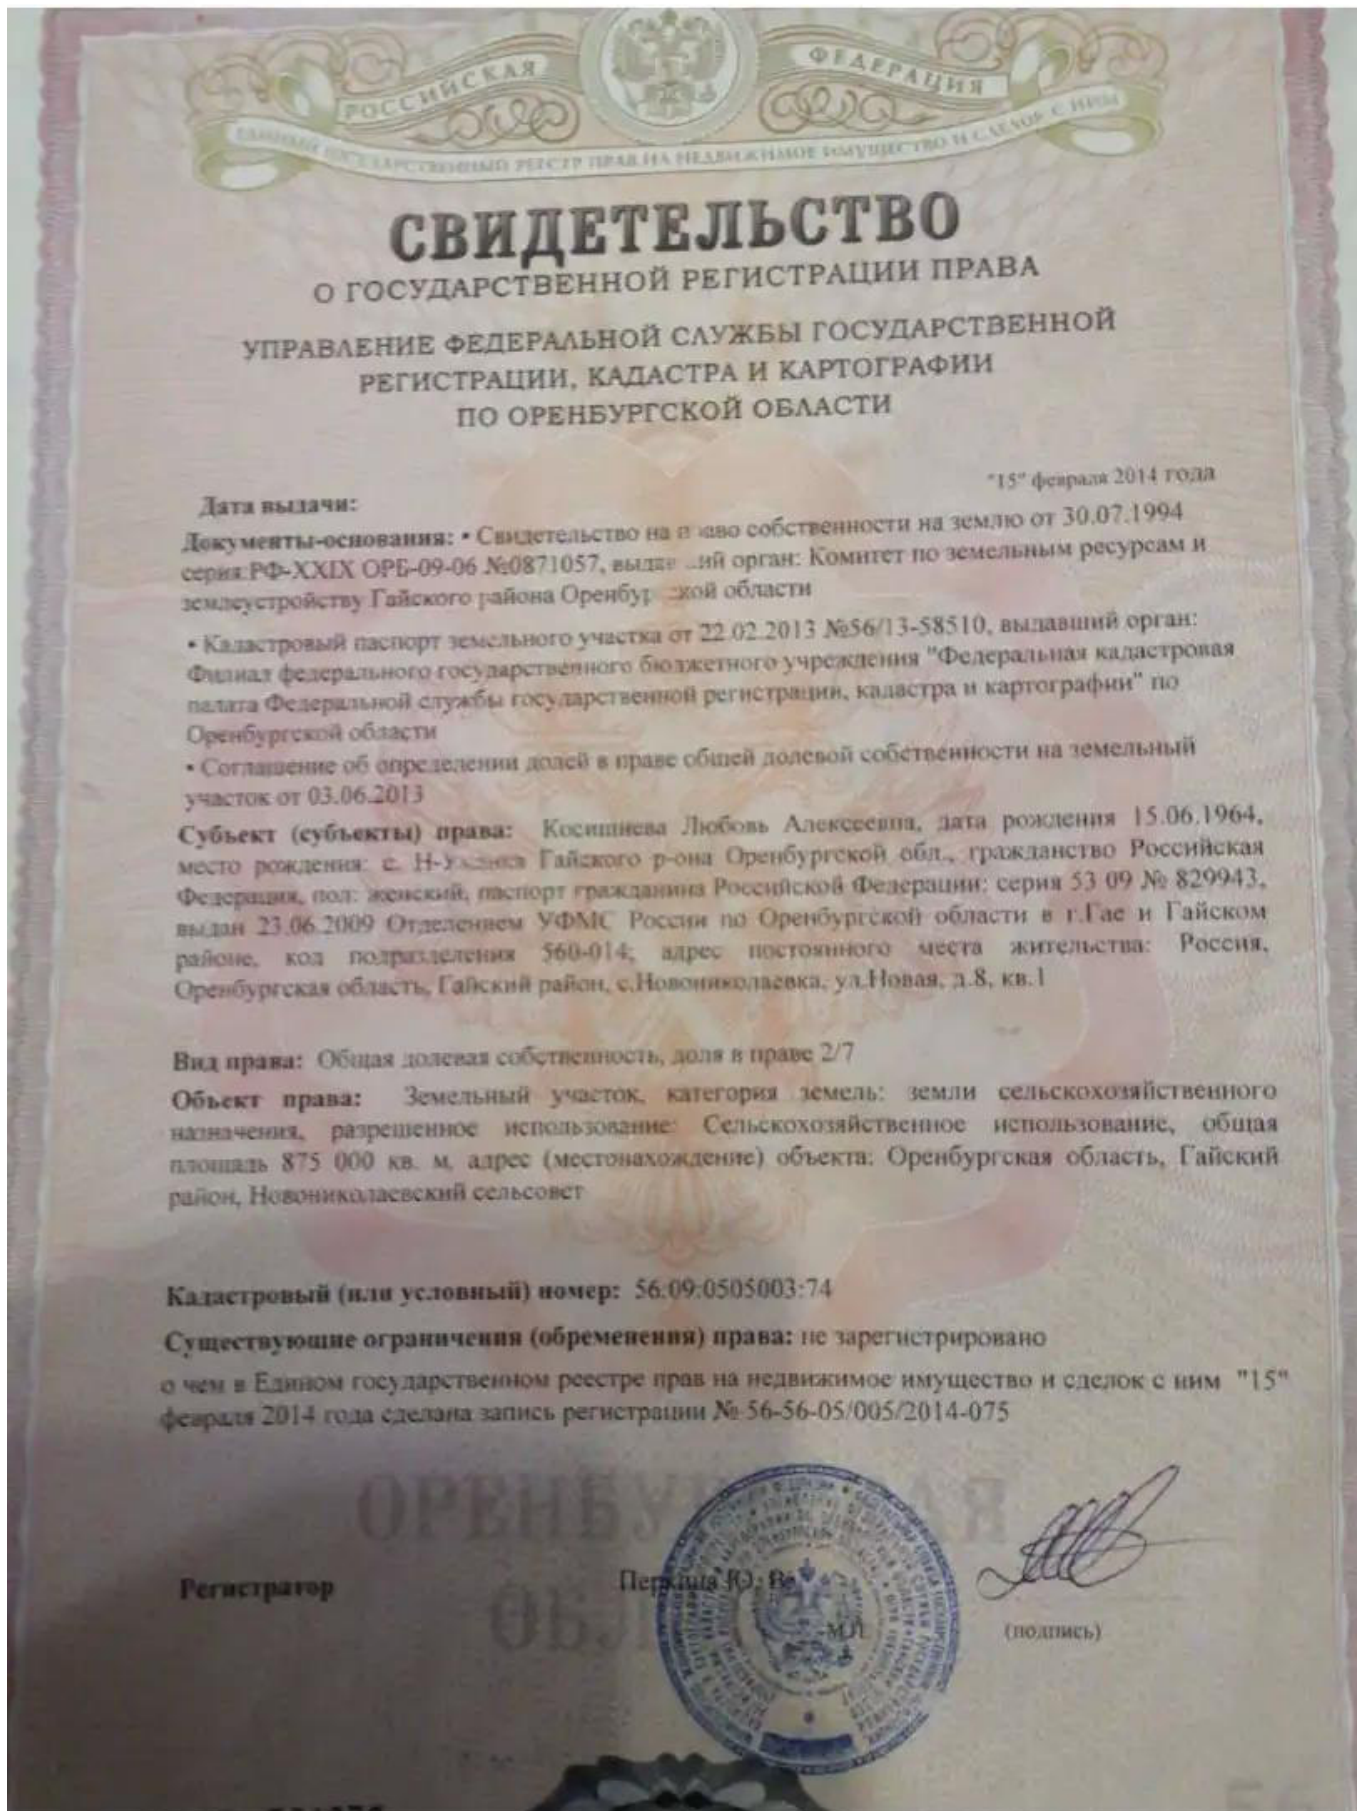 РОССИЙСКАЯ ФЕДЕРАЦИЯ
ЕДИНЫЙ ГОСУДАРСТВЕННЫЙ РЕЕСТР ПРАВ НА НЕДВИЖИМОЕ ИМУЩЕСТВО И СДЕЛОК С НИМ
СВИДЕТЕЛЬСТВО
О ГОСУДАРСТВЕННОЙ РЕГИСТРАЦИИ ПРАВА
УПРАВЛЕНИЕ ФЕДЕРАЛЬНОЙ СЛУЖБЫ ГОСУДАРСТВЕННОЙ
РЕГИСТРАЦИИ, КАДАСТРА И КАРТОГРАФИИ
ПО ОРЕНБУРГСКОЙ ОБЛАСТИ
"15" февраля 2014 года
Дата выдачи:
Документы-основания: • Свидетельство на право собственности на землю от 30.07.1994
серия:РФ-XXIX ОРБ-09-06 №0871057, выдавший орган: Комитет по земельным ресурсам и
землеустройству Гайского района Оренбургской области
• Кадастровый паспорт земельного участка от 22.02.2013 №56/13-58510, выдавший орган:
Филиал федерального государственного бюджетного учреждения "Федеральная кадастровая
палата Федеральной службы государственной регистрации, кадастра и картографии" по
Оренбургской области
• Соглашение об определении долей в праве общей долевой собственности на земельный
участок от 03.06.2013
Субъект (субъекты) права: Любовь Алексеевна, дата рождения 15.06.1964,
место рождения: с. Гайского р-она Оренбургской обл., гражданство Российская
Федерация, пол: женский, паспорт гражданина Российской Федерации: серия 53 09 № 829943,
выдан 23.06.2009 Отделением УФМС России по Оренбургской области в г.Гае и Гайском
районе, код подразделения 560-014; адрес постоянного места жительства: Россия,
Оренбургская область, Гайский район, с.Новониколаевка, ул.Новая, д.8, кв.1
Вид права: Общая долевая собственность, доля в праве 2/7
Объект права: Земельный участок, категория земель: земли сельскохозяйственного
назначения, разрешенное использование: Сельскохозяйственное использование, общая
площадь 875 000 кв. м, адрес (местонахождение) объекта: Оренбургская область, Гайский
район, Новониколаевский сельсовет
Кадастровый (или условный) номер: 56:09:0505003:74
Существующие ограничения (обременения) права: не зарегистрировано
о чем в Едином государственном реестре прав на недвижимое имущество и сделок с ним "15"
февраля 2014 года сделана запись регистрации № 56-56-05/005/2014-075
Регистратор Ю. В.
М.П.
(подпись)